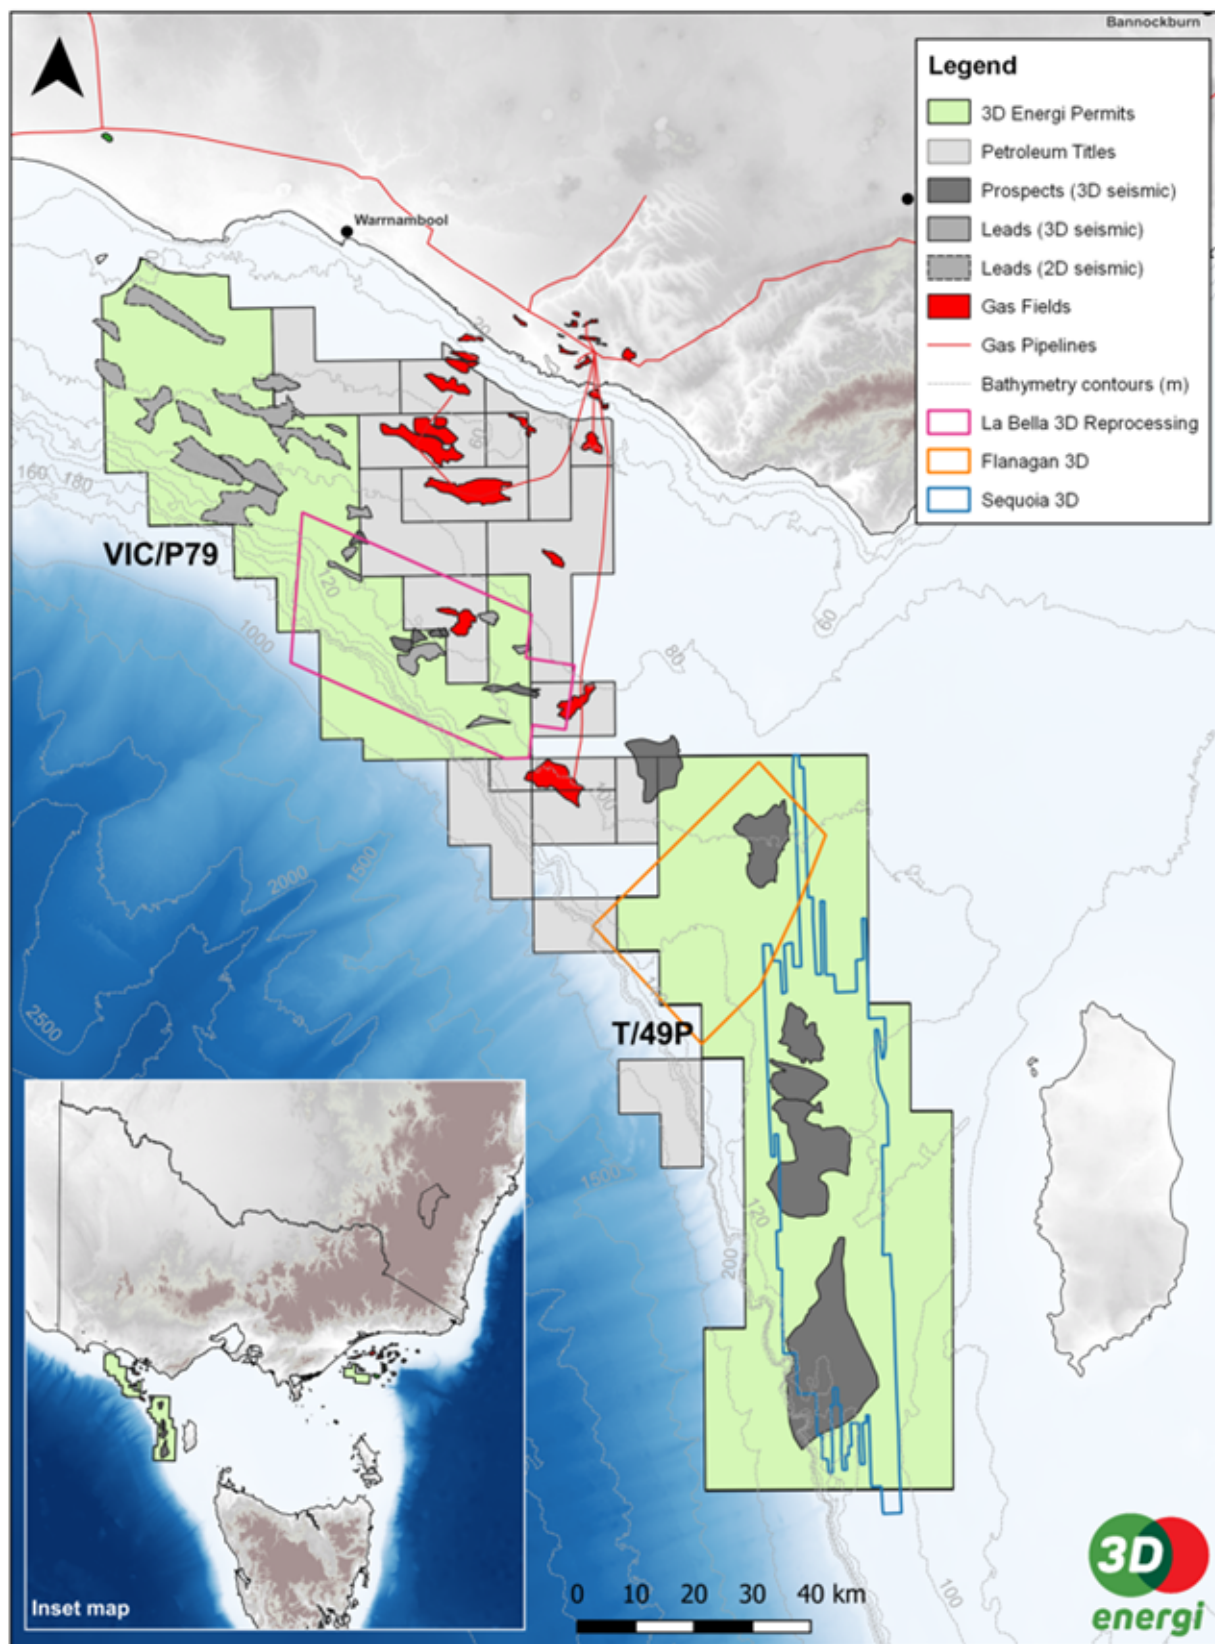 Bannockburn
Legend
3D Energi Permits
Petroleum Titles
Prospects (3D seismic)
Leads (3D seismic)
Leads (2D seismic)
Gas Fields
Gas Pipelines
Bathymetry contours (m)
La Bella 3D Reprocessing
Flanagan 3D
Sequoia 3D
Warrnambool
20
60
160
180
VIC/P79
120
1000
60
80
100
1500
2000
2500
T/49P
1500
120
200
100
Inset map
0 10 20 30 40 km
3D
energi